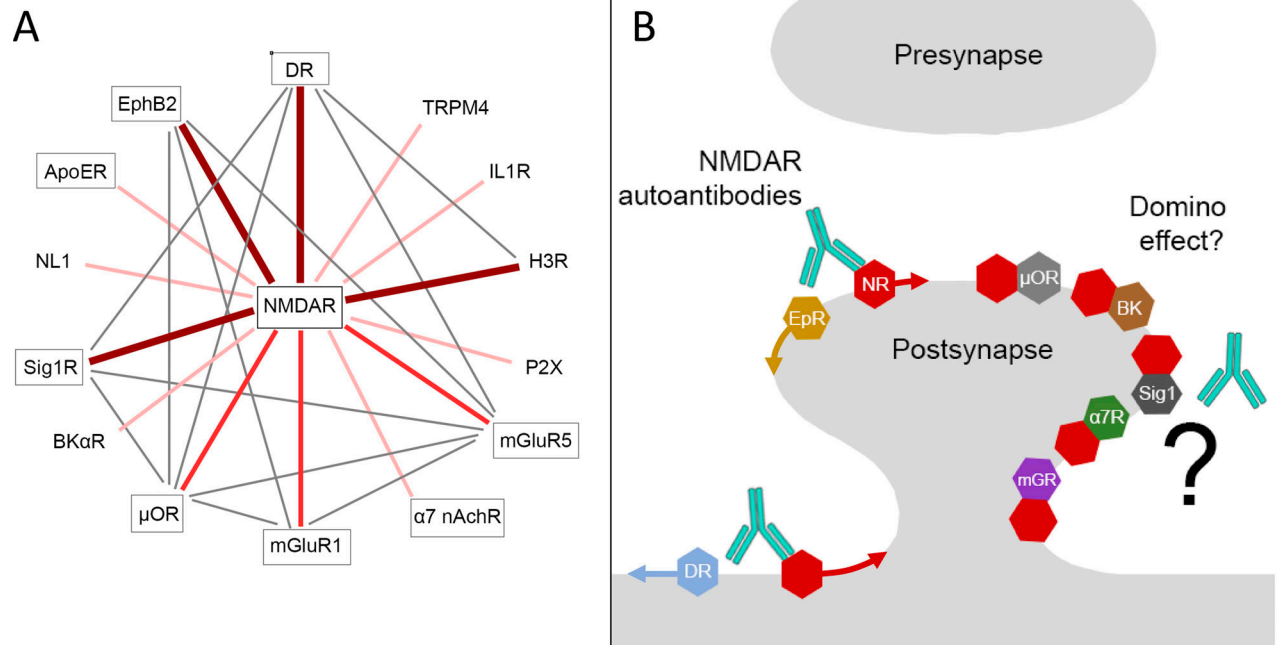 A
DR
EphB2
TRPM4
ApoER
IL1R
NL1
H3R
NMDAR
Sig1R
P2X
BKαR
mGluR5
µOR
α7 nAchR
mGluR1
B
Presynapse
NMDAR
autoantibodies
Domino
effect?
NR
µOR
BK
EpR
Postsynapse
Sig1
α7R
?
mGR
DR